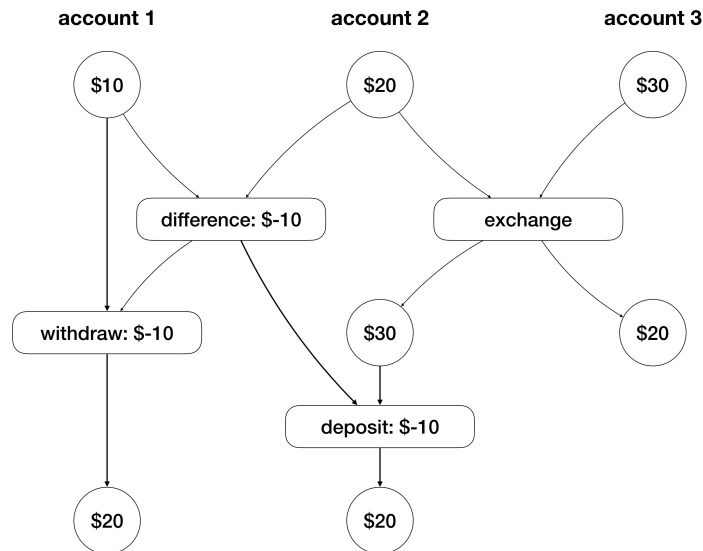 account 1
account 2
account 3
$10
$20
$30
difference: $-10
exchange
withdraw: $-10
$30
$20
deposit: $-10
$20
$20